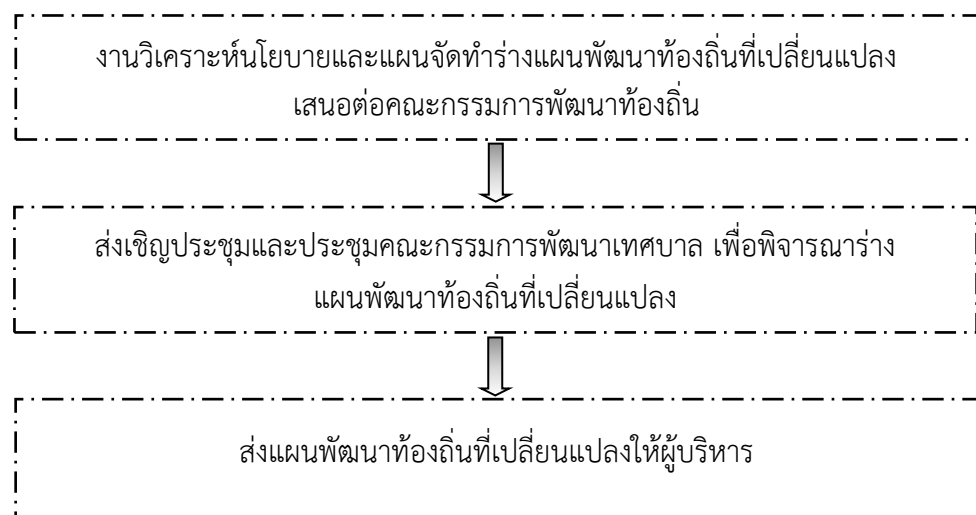 งานวิเคราะห์นโยบายและแผนจัดทำร่างแผนพัฒนาท้องถิ่นที่เปลี่ยนแปลง
เสนอต่อคณะกรรมการพัฒนาท้องถิ่น
ส่งเชิญประชุมและประชุมคณะกรรมการพัฒนาเทศบาล เพื่อพิจารณาร่าง
แผนพัฒนาท้องถิ่นที่เปลี่ยนแปลง
ส่งแผนพัฒนาท้องถิ่นที่เปลี่ยนแปลงให้ผู้บริหาร